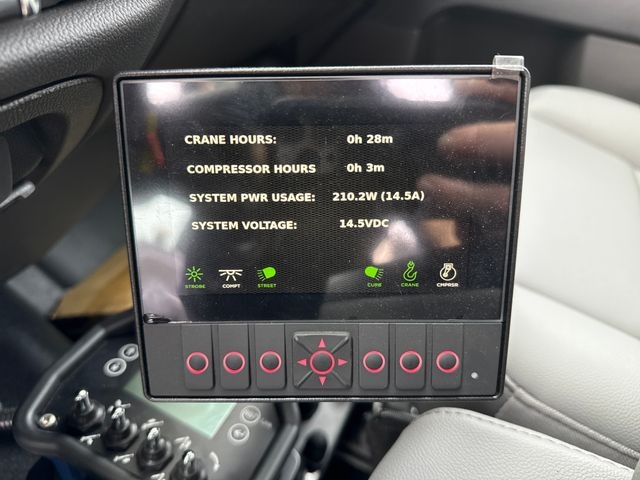 CRANE HOURS: 0h 28m
COMPRESSOR HOURS 0h 3m
SYSTEM PWR USAGE: 210.2W (14.5A)
SYSTEM VOLTAGE: 14.5VDC
STROBE COMPT STREET CURB CRANE CMPRSR